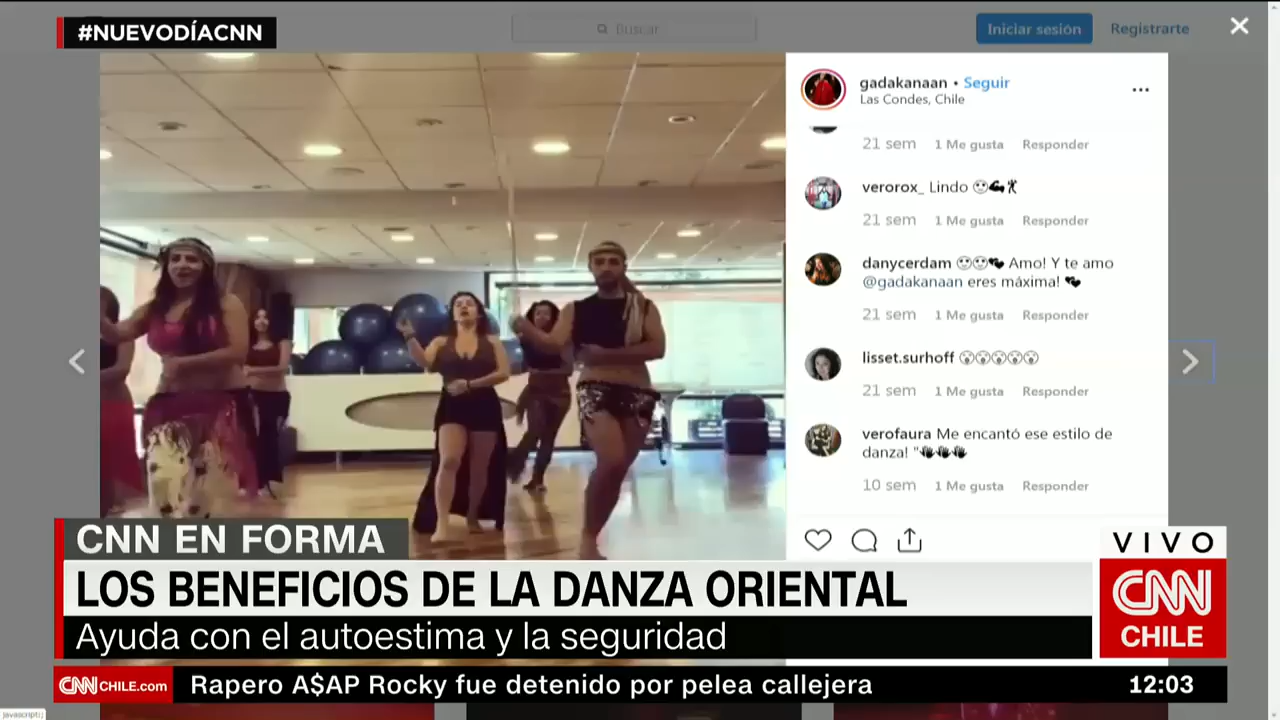 #NUEVODÍACNN
Buscar
Iniciar sesión
Registrarte
gadakanaan • Seguir
Las Condes, Chile
21 sem 1 Me gusta Responder
verorox_ Lindo
21 sem 1 Me gusta Responder
danycerdam Amo! Y te amo
@gadakanaan eres máxima!
21 sem 1 Me gusta Responder
lisset.surhoff
21 sem 1 Me gusta Responder
verofaura Me encantó ese estilo de
danza! "
10 sem 1 Me gusta Responder
CNN EN FORMA
LOS BENEFICIOS DE LA DANZA ORIENTAL
Ayuda con el autoestima y la seguridad
VIVO
CNN
CHILE
CNNCHILE.com
Rapero A$AP Rocky fue detenido por pelea callejera
12:03